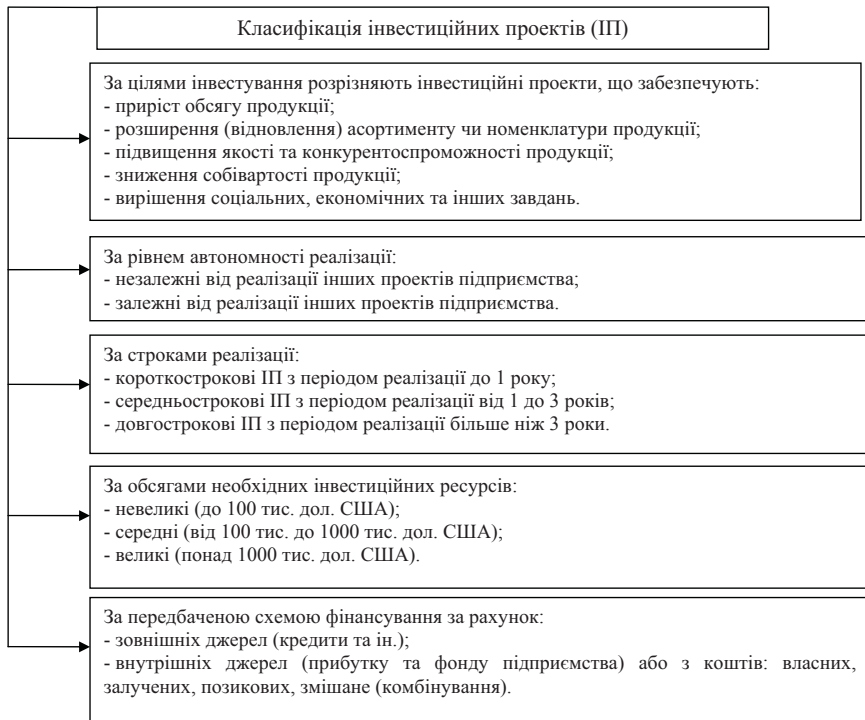 Класифікація інвестиційних проектів (ІП)
За цілями інвестування розрізняють інвестиційні проекти, що забезпечують:
- приріст обсягу продукції;
- розширення (відновлення) асортименту чи номенклатури продукції;
- підвищення якості та конкурентоспроможності продукції;
- зниження собівартості продукції;
- вирішення соціальних, економічних та інших завдань.
За рівнем автономності реалізації:
- незалежні від реалізації інших проектів підприємства;
- залежні від реалізації інших проектів підприємства.
За строками реалізації:
- короткострокові ІП з періодом реалізації до 1 року;
- середньострокові ІП з періодом реалізації від 1 до 3 років;
- довгострокові ІП з періодом реалізації більше ніж 3 роки.
За обсягами необхідних інвестиційних ресурсів:
- невеликі (до 100 тис. дол. США);
- середні (від 100 тис. до 1000 тис. дол. США);
- великі (понад 1000 тис. дол. США).
За передбаченою схемою фінансування за рахунок:
- зовнішніх джерел (кредити та ін.);
- внутрішніх джерел (прибутку та фонду підприємства) або з коштів: власних,
залучених, позикових, змішане (комбінування).